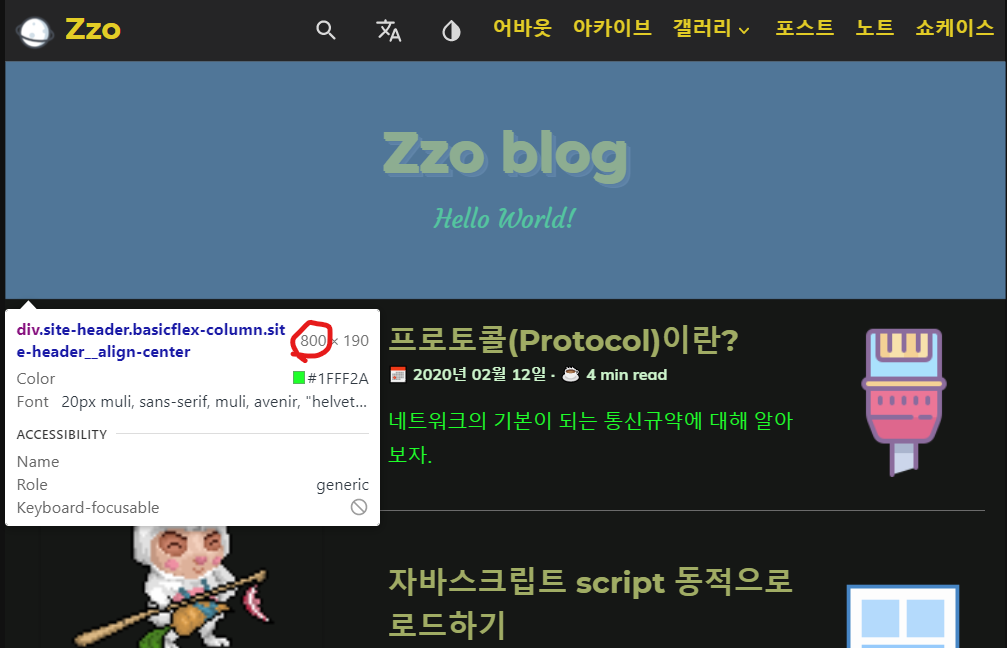 Zzo
어바웃 아카이브 갤러리 포스트 노트 쇼케이스
Zzo blog
Hello World!
div.site-header.basicflex-column.sit
e-header__align-center
800 × 190
Color #1FFF2A
Font 20px muli, sans-serif, muli, avenir, "helvet...
ACCESSIBILITY
Name
Role generic
Keyboard-focusable
프로토콜(Protocol)이란?
2020년 02월 12일 · ☕ 4 min read
네트워크의 기본이 되는 통신규약에 대해 알아
보자.
자바스크립트 script 동적으로
로드하기